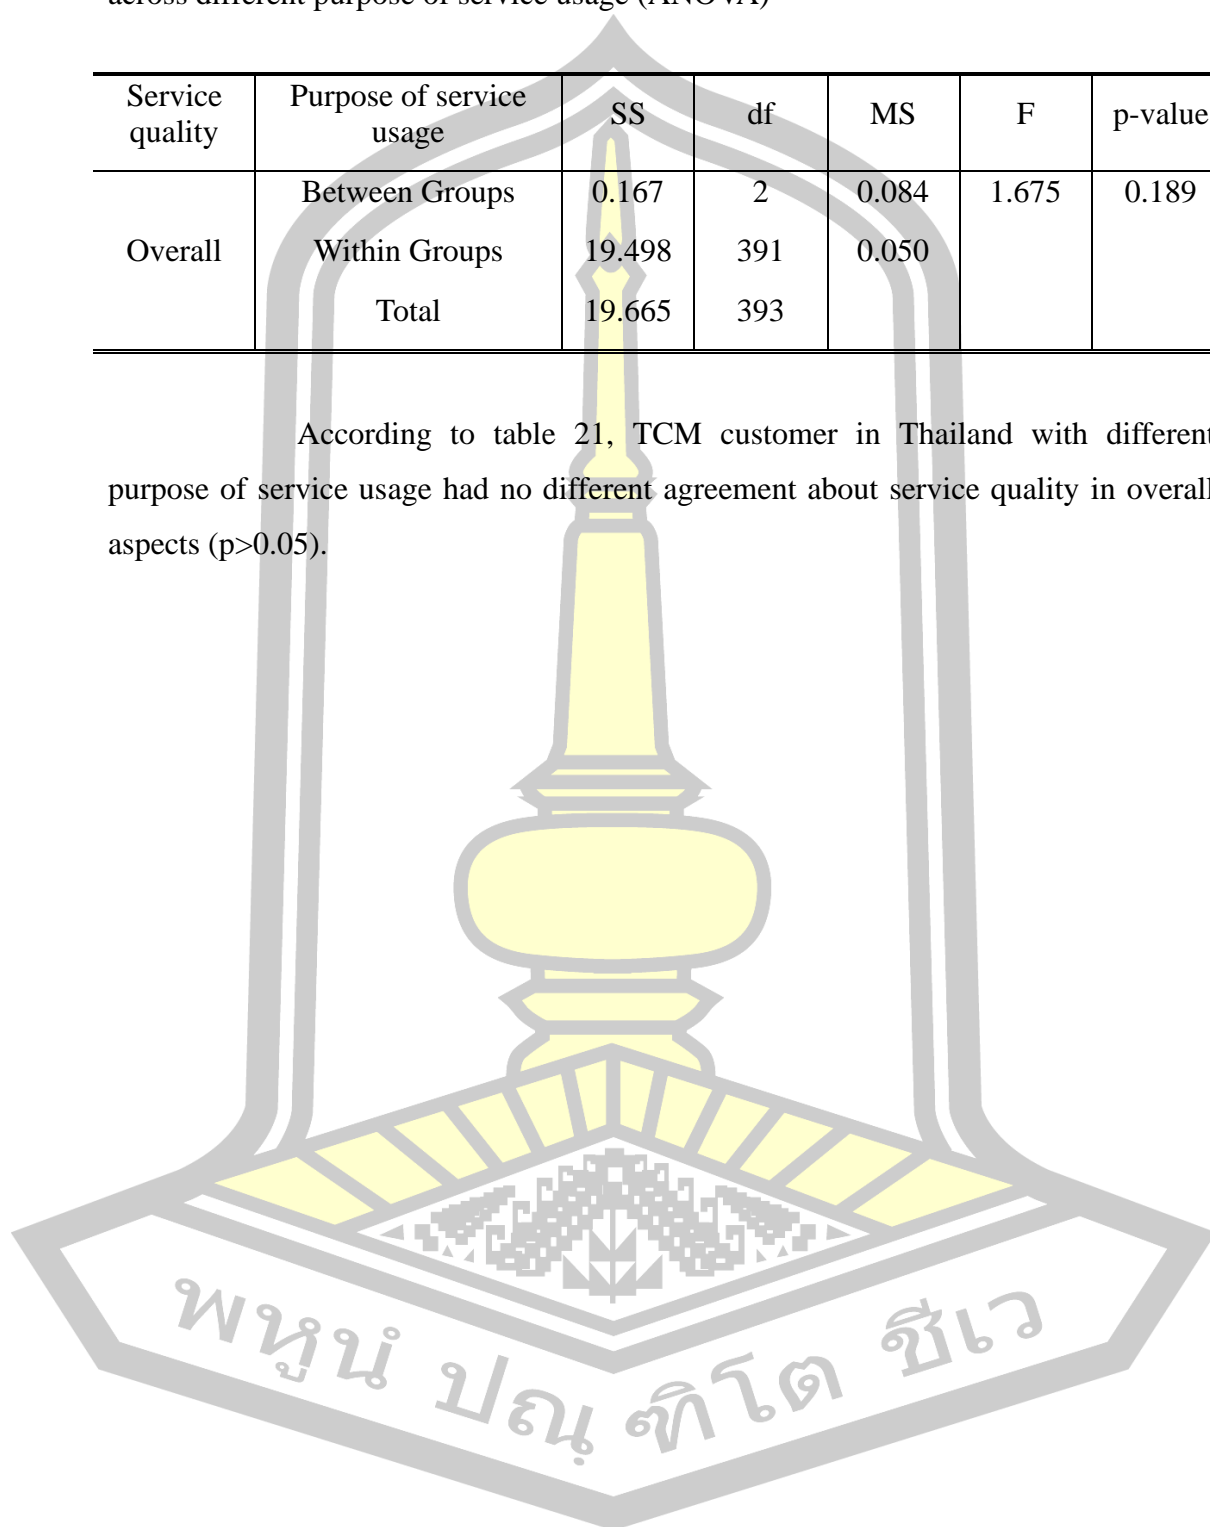 across different purpose of service usage (ANOVA)
Service quality | Purpose of service usage | SS | df | MS | F | p-value
Overall | Between Groups | 0.167 | 2 | 0.084 | 1.675 | 0.189
Within Groups | 19.498 | 391 | 0.050
Total | 19.665 | 393
According to table 21, TCM customer in Thailand with different
purpose of service usage had no different agreement about service quality in overall
aspects (p>0.05).
พหูนํ ปณฺฑิโต ชีเว